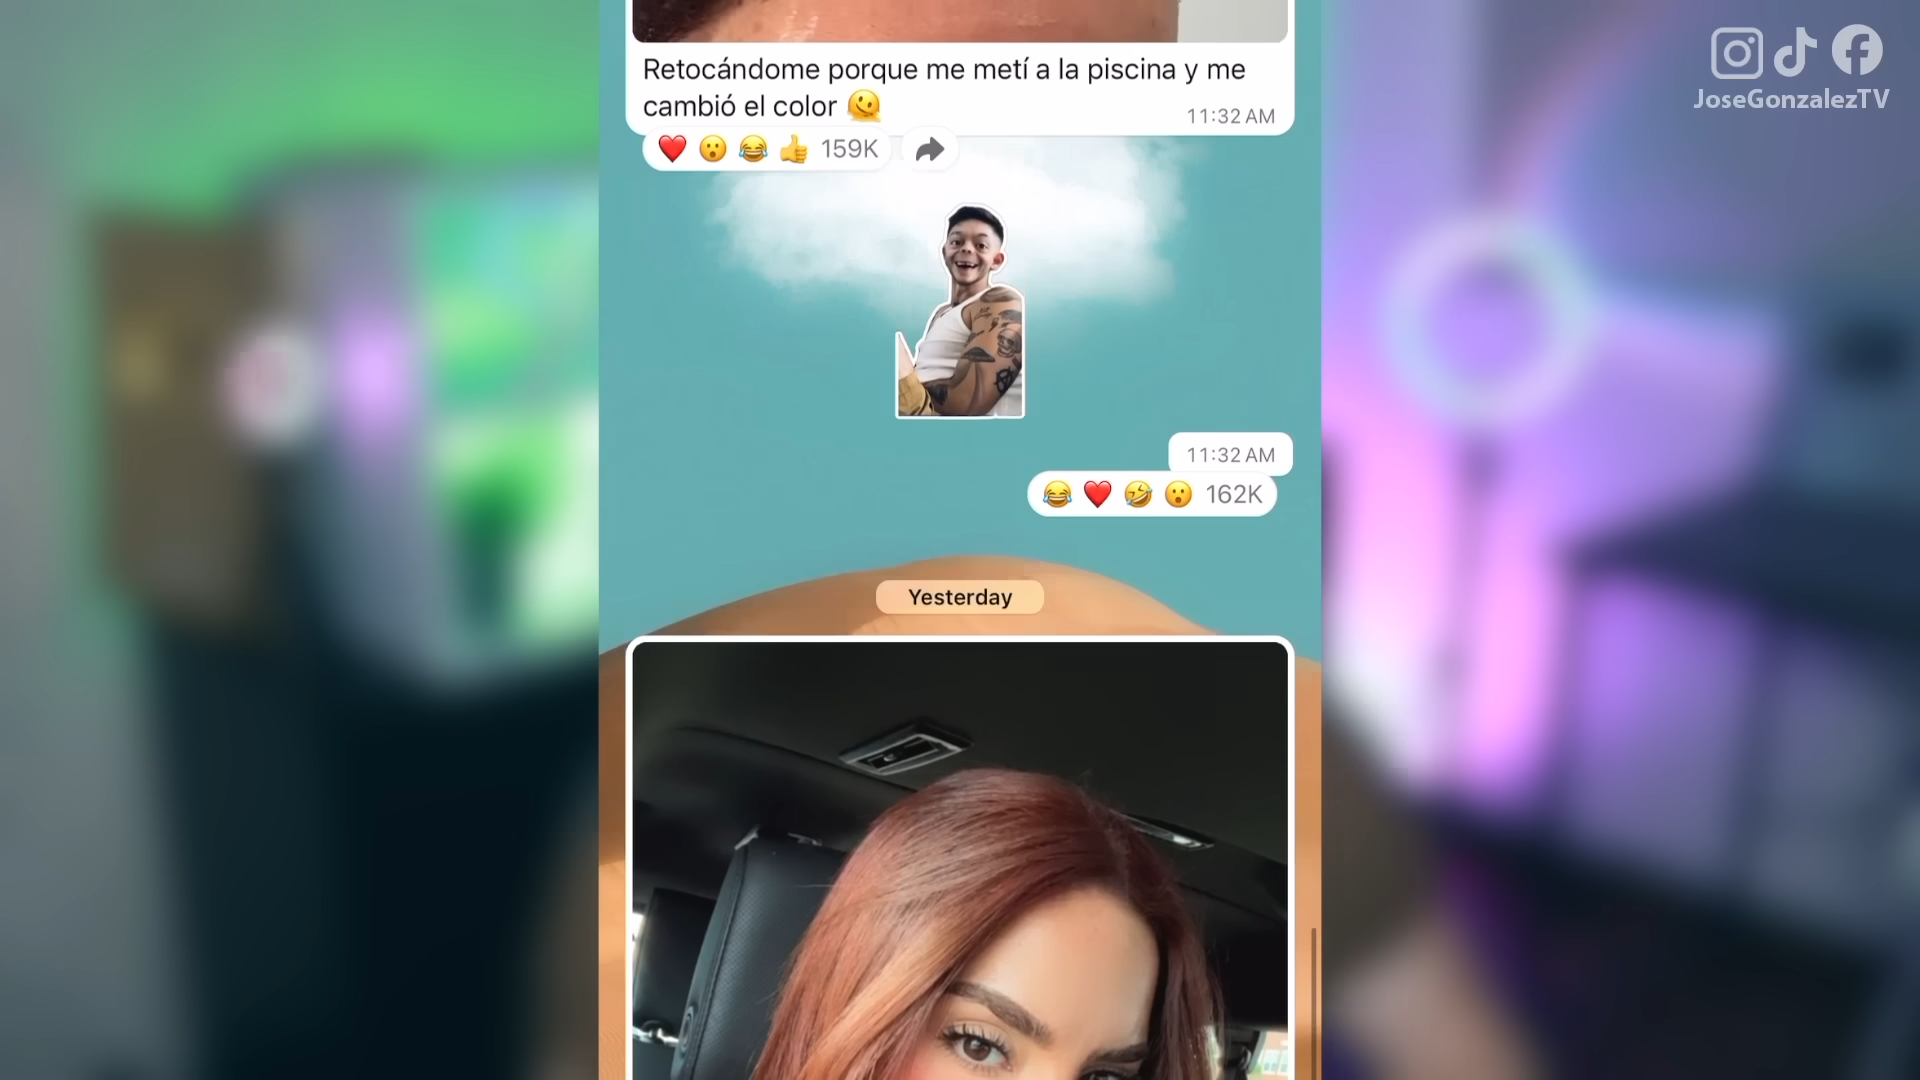 JoseGonzalezTV
Retocándome porque me metí a la piscina y me
cambió el color 🫠
11:32 AM
❤️ 😮 😂 👍 159K
11:32 AM
😂 ❤️ 🤣 😮 162K
Yesterday